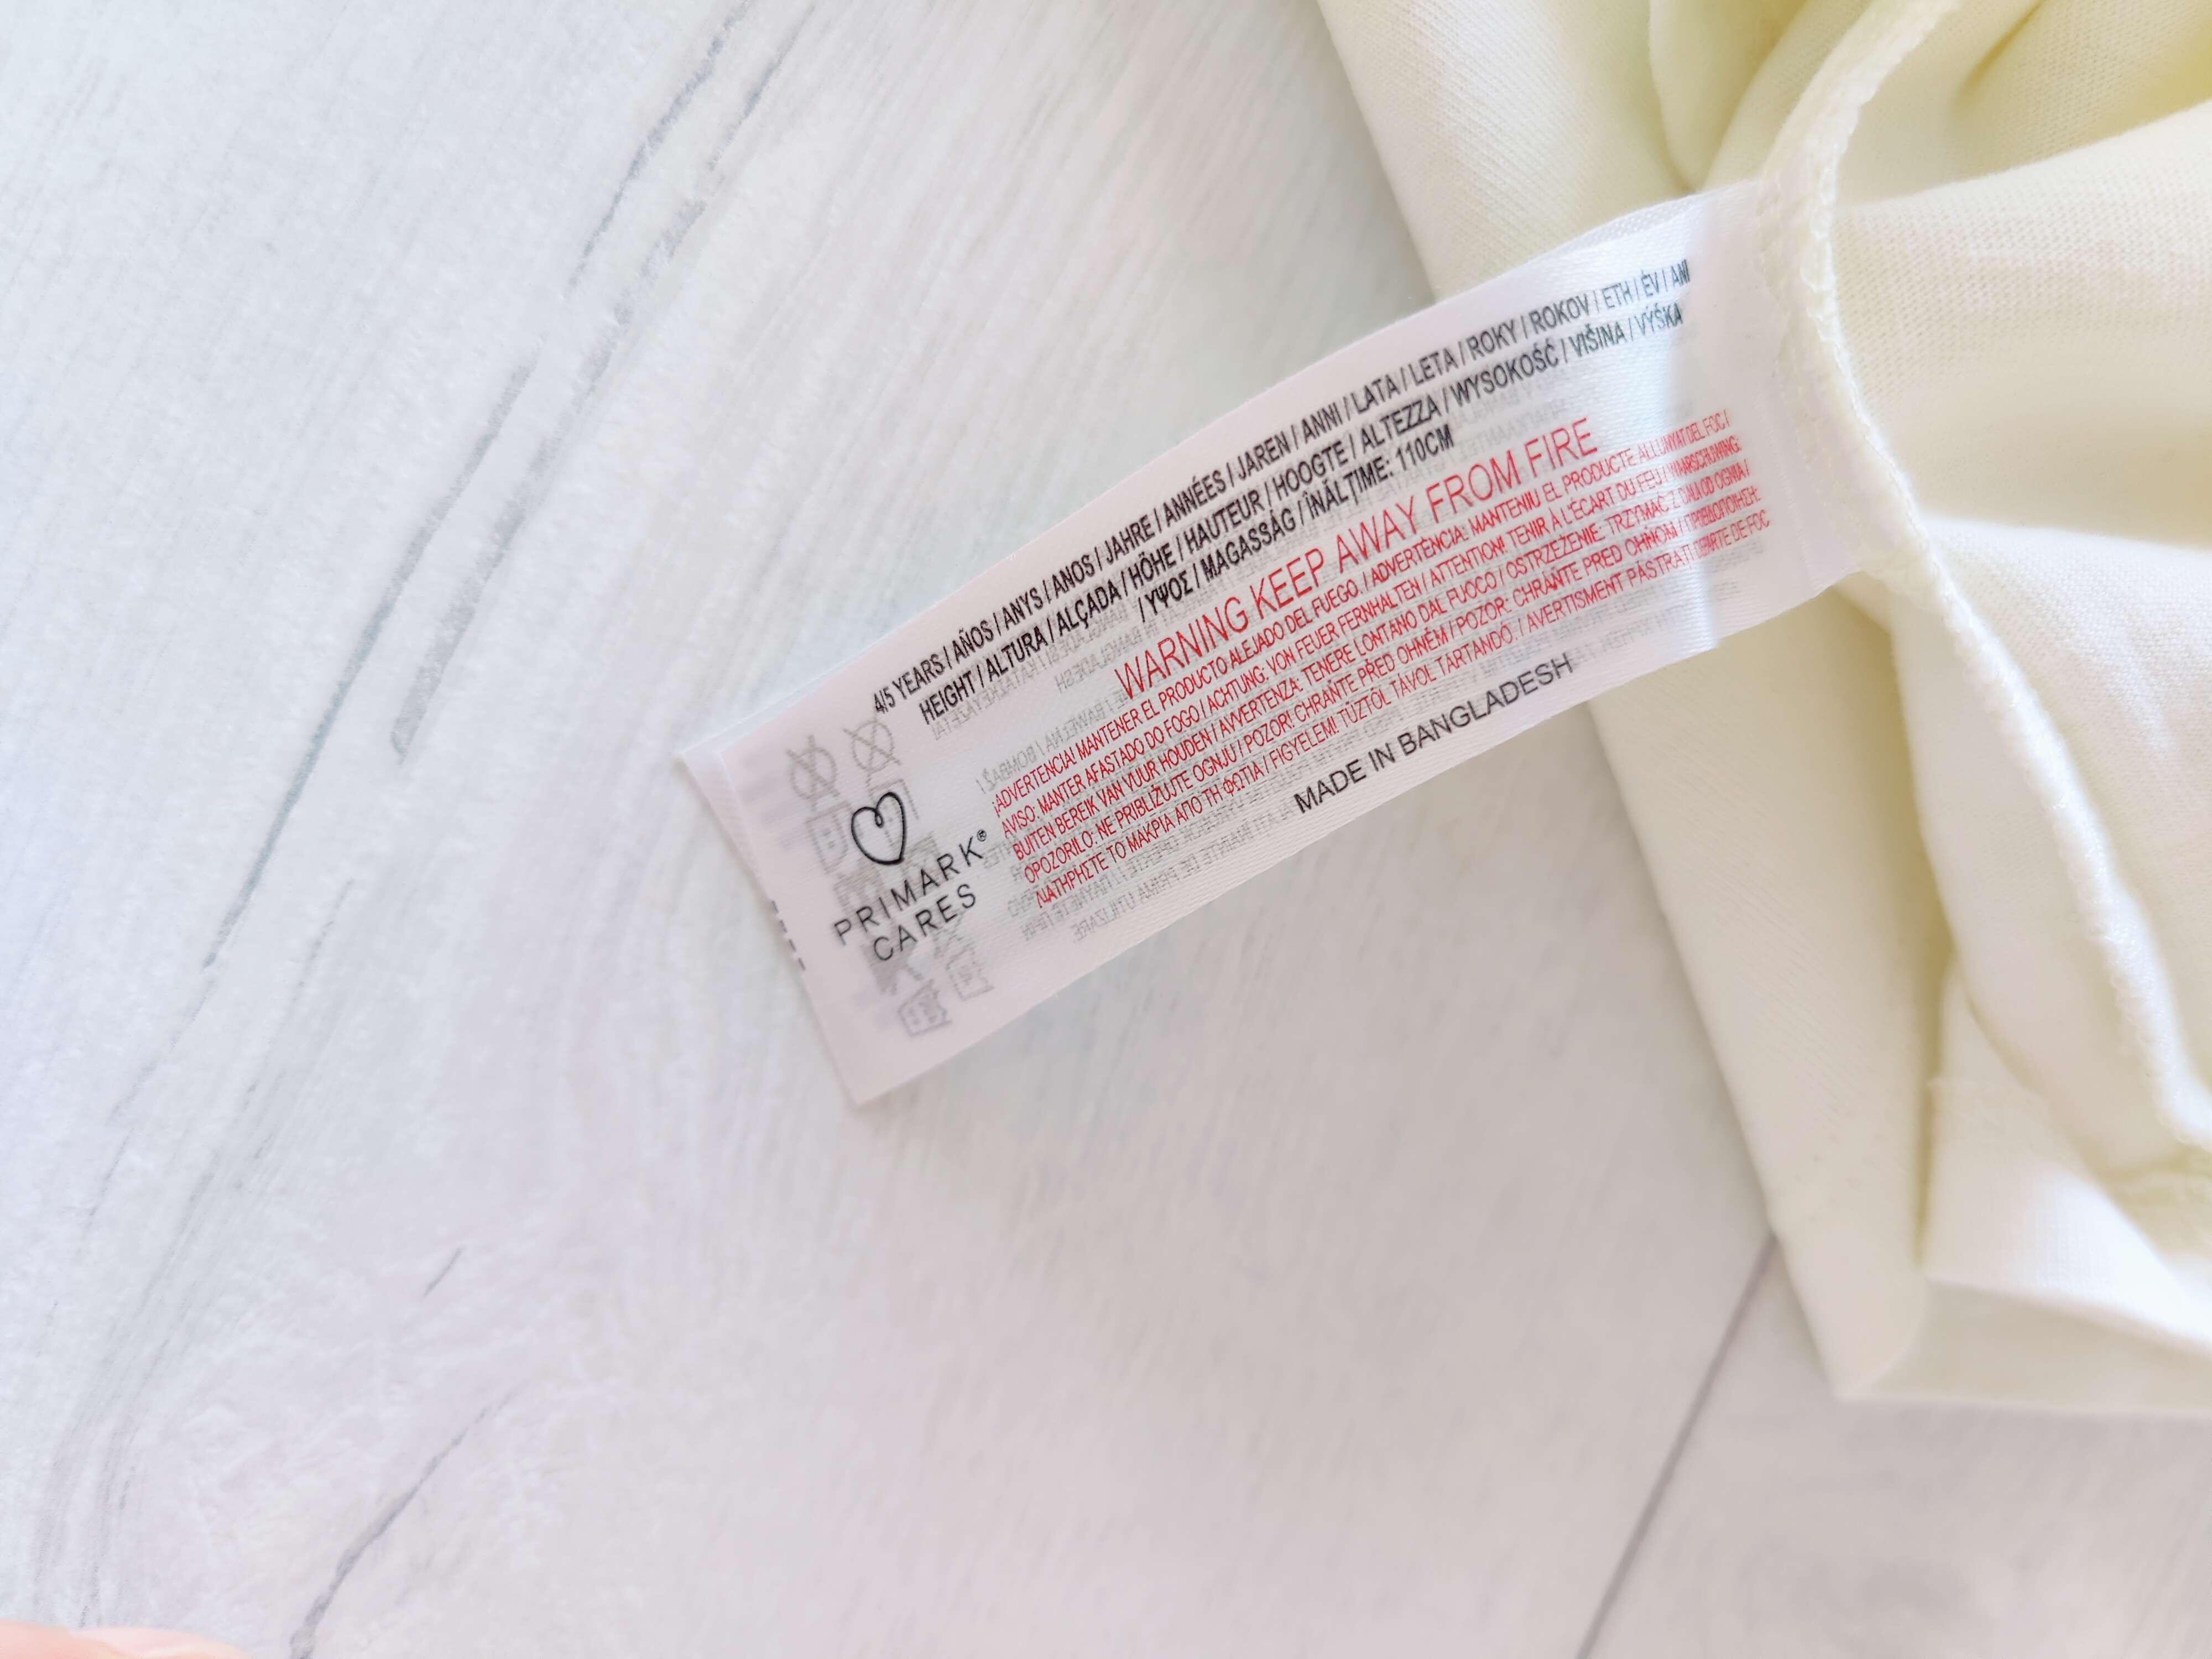 4/5 YEARS / AÑOS / ANYS / ANOS / JAHRE / ANNÉES / JAREN / ANNI / LATA / LETA / ROKY / ROKOV / ETH / ÉV / ANI
HEIGHT / ALTURA / ALÇADA / HÖHE / HAUTEUR / HOOGTE / ALTEZZA / WYSOKOŚĆ / VIŠINA / VÝŠKA
/ ΥΨΟΣ / MAGASSÁG / ÎNĂLȚIME: 110CM
WARNING KEEP AWAY FROM FIRE
¡ADVERTENCIA! MANTENER EL PRODUCTO ALEJADO DEL FUEGO. / ADVERTÈNCIA: MANTENIU EL PRODUCTE ALLUNYAT DEL FOC /
AVISO: MANTER AFASTADO DO FOGO / ACHTUNG: VON FEUER FERNHALTEN / ATTENTION! TENIR À L'ÉCART DU FEU / WAARSCHUWING:
BUITEN BEREIK VAN VUUR HOUDEN / AVVERTENZA: TENERE LONTANO DAL FUOCO / OSTRZEŻENIE: TRZYMAĆ Z DALA OD OGNIA /
OPOZORILO: NE PRIBLIŽUJTE OGNJU / POZOR! CHRAŇTE PŘED OHNĚM / POZOR: CHRÁŇTE PRED OHŇOM / ΠΡΟΕΙΔΟΠΟΙΗΣΗ:
ΝΑ ΤΗΡΗΣΤΕ ΤΟ ΜΑΚΡΙΑ ΑΠΟ ΤΗ ΦΩΤΙΑ / FIGYELEM! TŰZTŐL TÁVOL TARTANDÓ. / AVERTISMENT PĂSTRAȚI DEPARTE DE FOC
MADE IN BANGLADESH
PRIMARK®
CARES